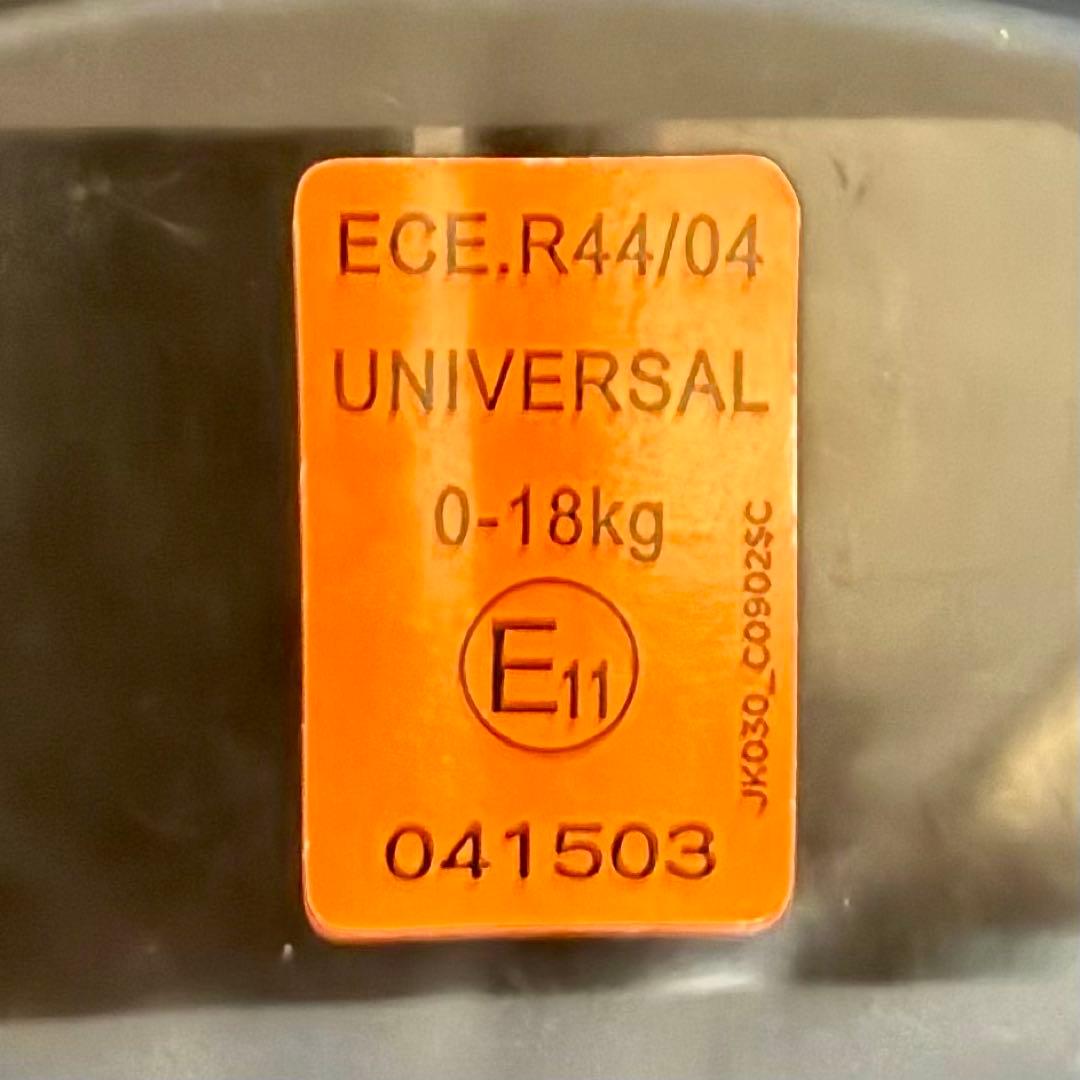 ECE.R44/04
UNIVERSAL
0-18kg
E11
041503
JK030_C0902SC